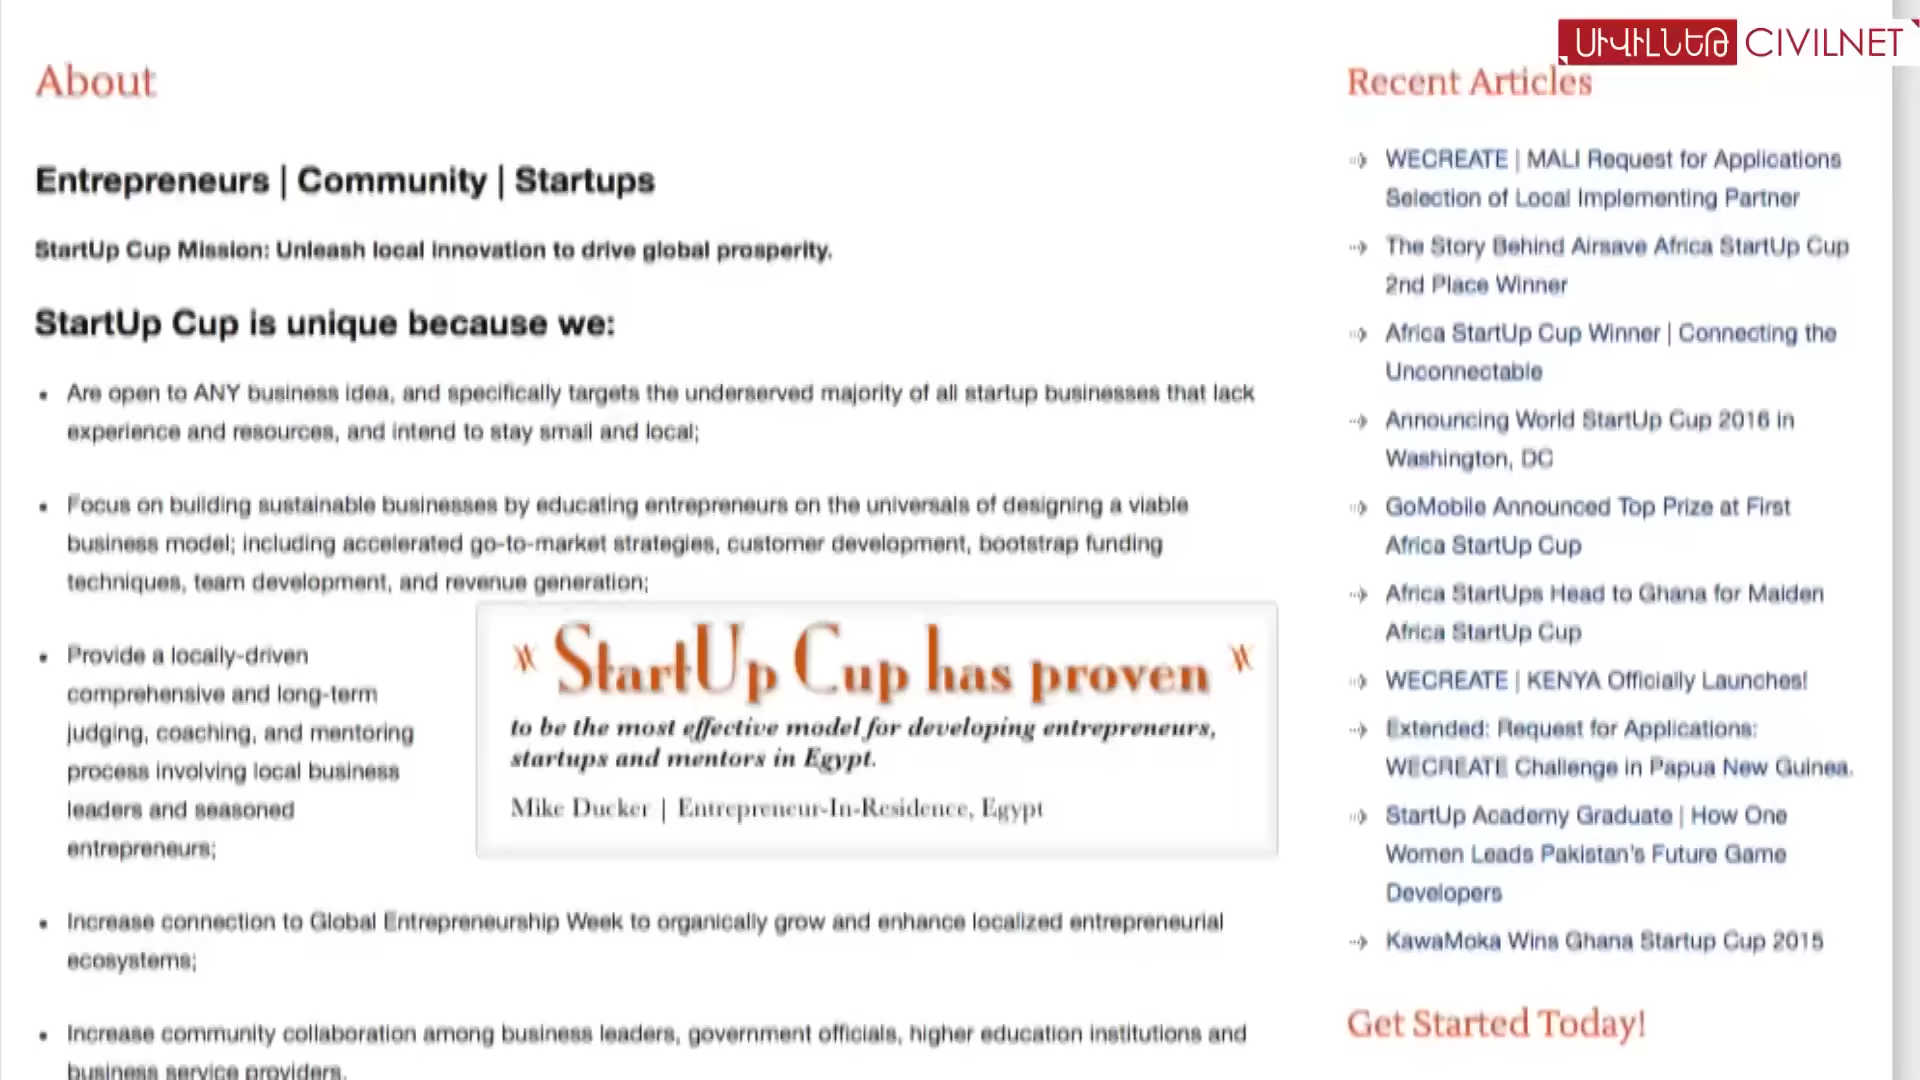 ՍԻՎԻԼՆԵԹ CIVILNET
About
Entrepreneurs | Community | Startups
StartUp Cup Mission: Unleash local innovation to drive global prosperity.
StartUp Cup is unique because we:
• Are open to ANY business idea, and specifically targets the underserved majority of all startup businesses that lack
experience and resources, and intend to stay small and local;
• Focus on building sustainable businesses by educating entrepreneurs on the universals of designing a viable
business model; including accelerated go-to-market strategies, customer development, bootstrap funding
techniques, team development, and revenue generation;
• Provide a locally-driven
comprehensive and long-term
judging, coaching, and mentoring
process involving local business
leaders and seasoned
entrepreneurs;
StartUp Cup has proven
to be the most effective model for developing entrepreneurs,
startups and mentors in Egypt.
Mike Ducker | Entrepreneur-In-Residence, Egypt
• Increase connection to Global Entrepreneurship Week to organically grow and enhance localized entrepreneurial
ecosystems;
• Increase community collaboration among business leaders, government officials, higher education institutions and
business service providers.
Recent Articles
WECREATE | MALI Request for Applications
Selection of Local Implementing Partner
The Story Behind Airsave Africa StartUp Cup
2nd Place Winner
Africa StartUp Cup Winner | Connecting the
Unconnectable
Announcing World StartUp Cup 2016 in
Washington, DC
GoMobile Announced Top Prize at First
Africa StartUp Cup
Africa StartUps Head to Ghana for Maiden
Africa StartUp Cup
WECREATE | KENYA Officially Launches!
Extended: Request for Applications:
WECREATE Challenge in Papua New Guinea.
StartUp Academy Graduate | How One
Women Leads Pakistan's Future Game
Developers
KawaMoka Wins Ghana Startup Cup 2015
Get Started Today!